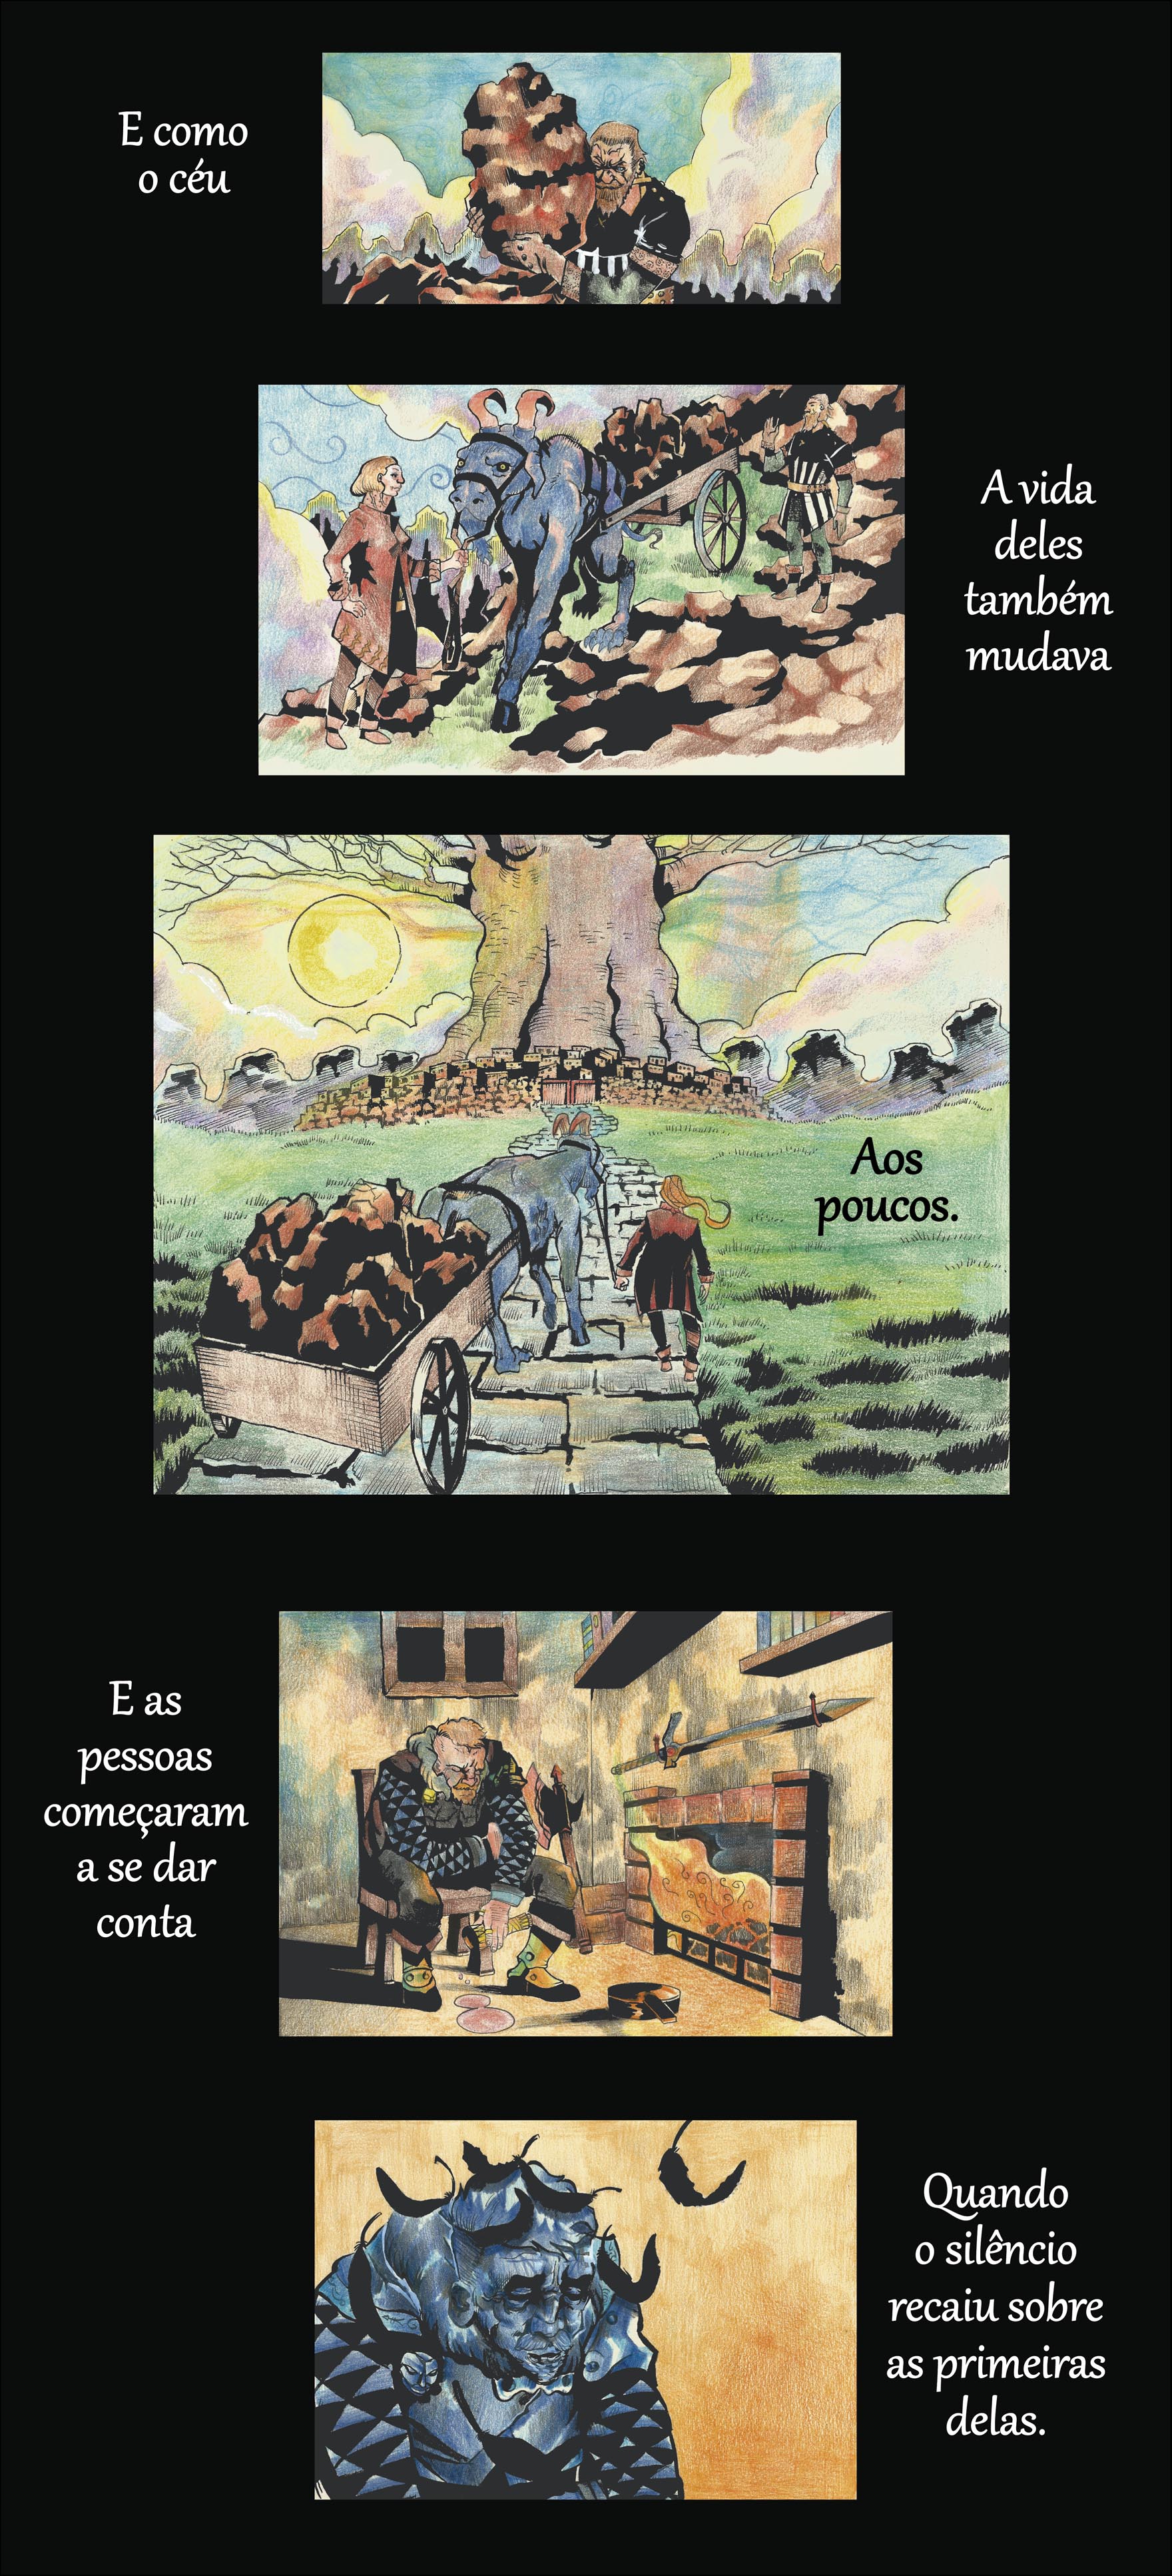 E como
o céu
A vida
deles
também
mudava
Aos
poucos.
E as
pessoas
começaram
a se dar
conta
Quando
o silêncio
recaiu sobre
as primeiras
delas.